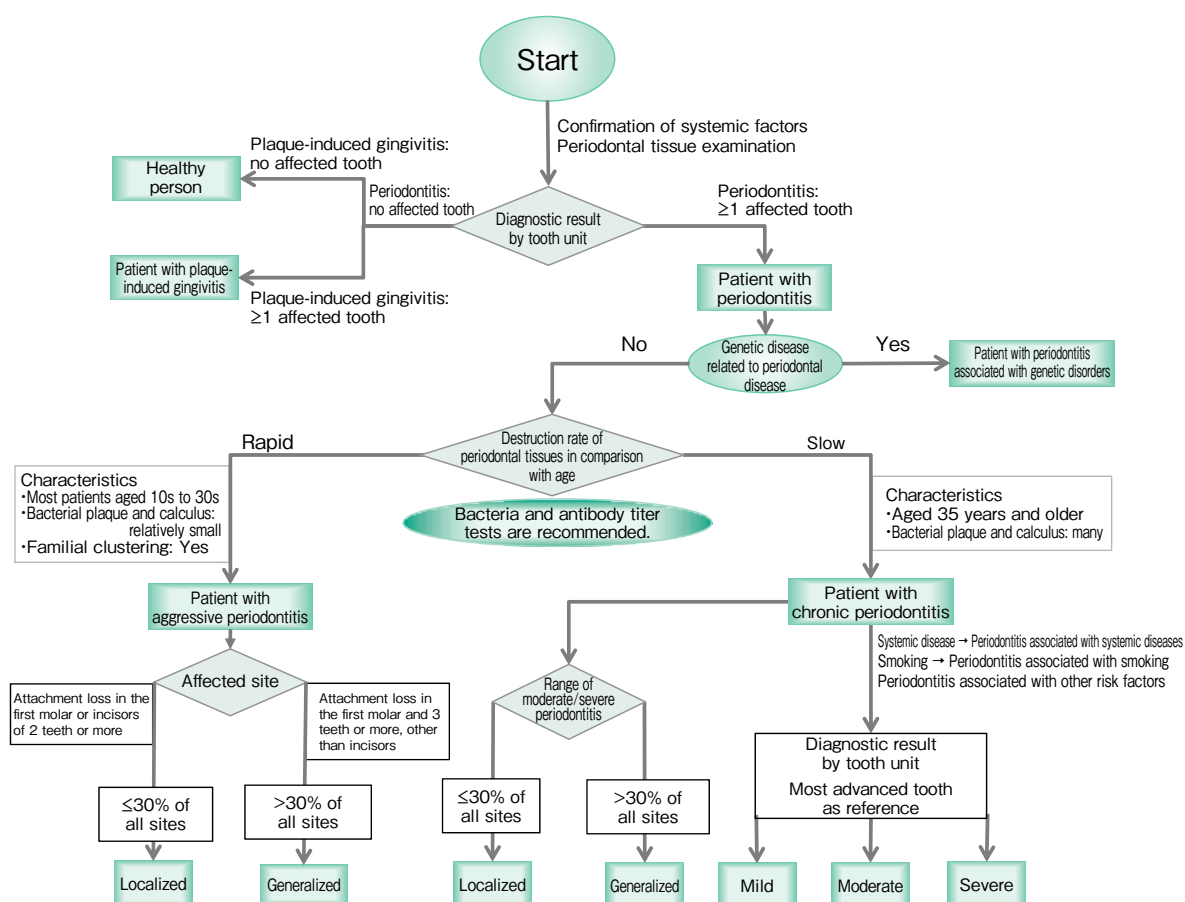 Start
Confirmation of systemic factors
Periodontal tissue examination
Plaque-induced gingivitis:
no affected tooth
Healthy
person
Periodontitis:
no affected tooth
Diagnostic result
by tooth unit
Periodontitis:
≥1 affected tooth
Patient with plaque-
induced gingivitis
Plaque-induced gingivitis:
≥1 affected tooth
Patient with
periodontitis
No
Genetic disease
related to periodontal
disease
Yes
Patient with periodontitis
associated with genetic disorders
Rapid
Destruction rate of
periodontal tissues in comparison
with age
Slow
Bacteria and antibody titer
tests are recommended.
Characteristics
・Most patients aged 10s to 30s
・Bacterial plaque and calculus:
relatively small
・Familial clustering: Yes
Characteristics
・Aged 35 years and older
・Bacterial plaque and calculus: many
Patient with
aggressive periodontitis
Patient with
chronic periodontitis
Systemic disease → Periodontitis associated with systemic diseases
Smoking → Periodontitis associated with smoking
Periodontitis associated with other risk factors
Affected site
Attachment loss in the
first molar or incisors
of 2 teeth or more
Attachment loss in
the first molar and 3
teeth or more, other
than incisors
Range of
moderate/severe
periodontitis
Diagnostic result
by tooth unit
Most advanced tooth
as reference
≤30% of
all sites
>30% of
all sites
≤30% of
all sites
>30% of
all sites
Localized
Generalized
Localized
Generalized
Mild
Moderate
Severe